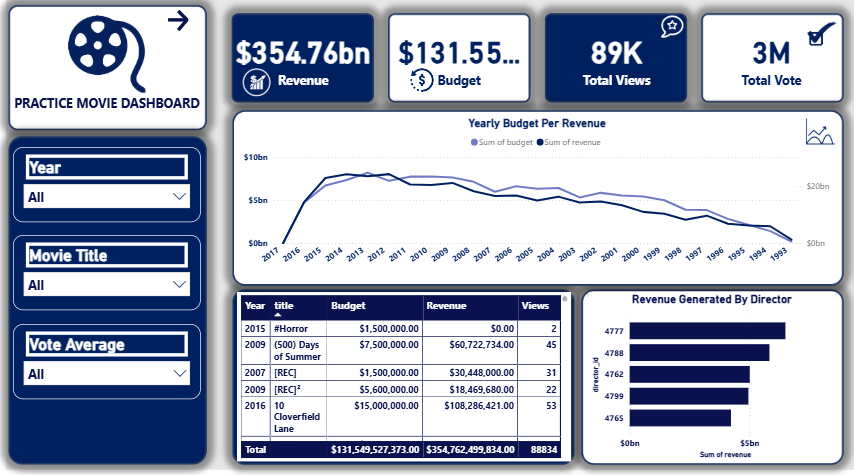 PRACTICE MOVIE DASHBOARD
$354.76bn
Revenue
$131.55...
Budget
89K
Total Views
3M
Total Vote
Year
All
Movie Title
All
Vote Average
All
Yearly Budget Per Revenue
Sum of budget Sum of revenue
$10bn
$5bn
$0bn
$20bn
$0bn
2017 2016 2015 2014 2013 2012 2011 2010 2009 2008 2007 2006 2005 2004 2003 2002 2001 2000 1999 1998 1997 1996 1995 1994 1993
Year title Budget Revenue Views
2015 #Horror $1,500,000.00 $0.00 2
2009 (500) Days $7,500,000.00 $60,722,734.00 45
of Summer
2007 [REC] $1,500,000.00 $30,448,000.00 31
2009 [REC]² $5,600,000.00 $18,469,680.00 22
2016 10 $15,000,000.00 $108,286,421.00 53
Cloverfield
Lane
Total $131,549,527,373.00 $354,762,499,834.00 88834
Revenue Generated By Director
director_id
4777
4788
4762
4799
4765
$0bn $5bn
Sum of revenue